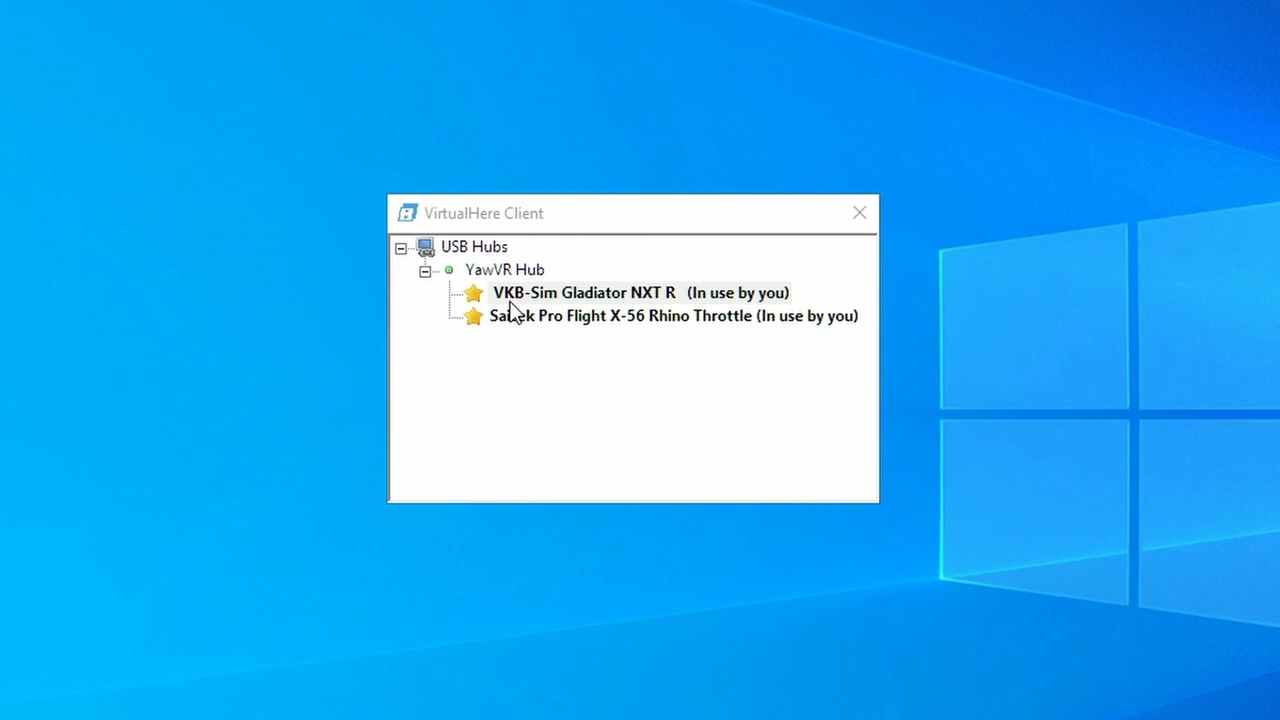 VirtualHere Client
USB Hubs
YawVR Hub
VKB-Sim Gladiator NXT R (In use by you)
Saitek Pro Flight X-56 Rhino Throttle (In use by you)